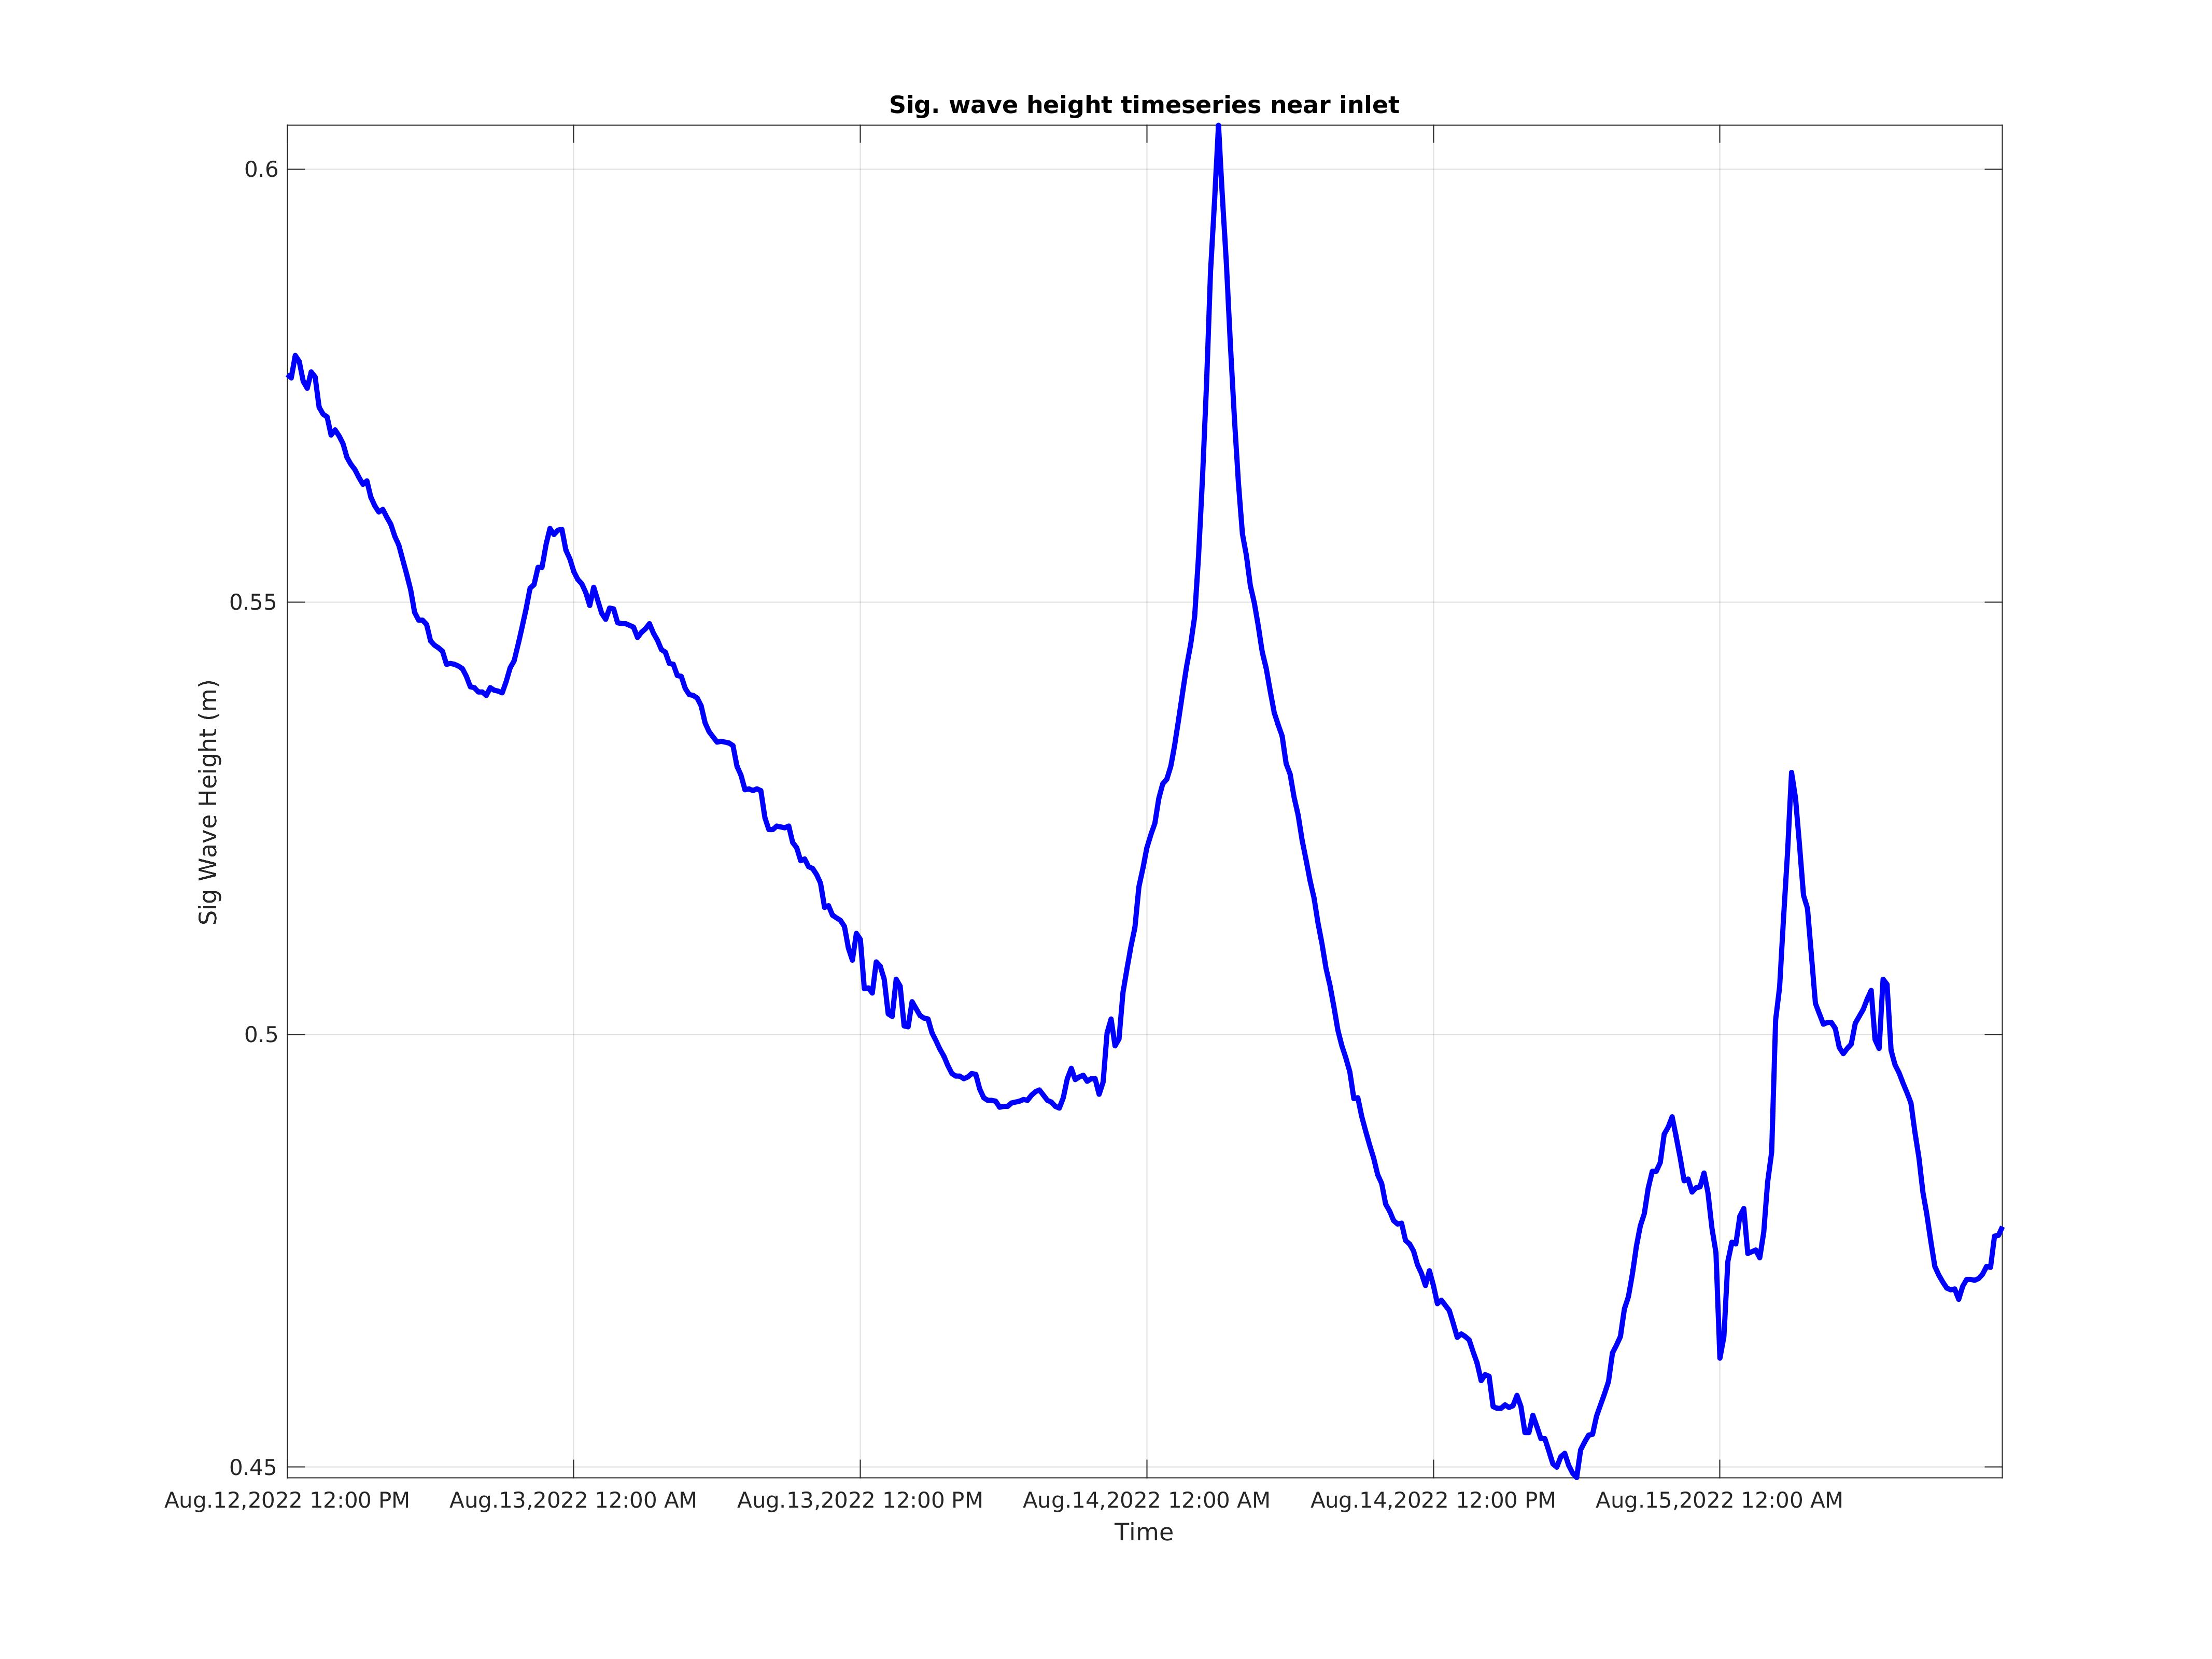 Sig. wave height timeseries near inlet
0.6
0.55
0.5
0.45
Sig Wave Height (m)
Aug.12,2022 12:00 PM
Aug.13,2022 12:00 AM
Aug.13,2022 12:00 PM
Aug.14,2022 12:00 AM
Aug.14,2022 12:00 PM
Aug.15,2022 12:00 AM
Time